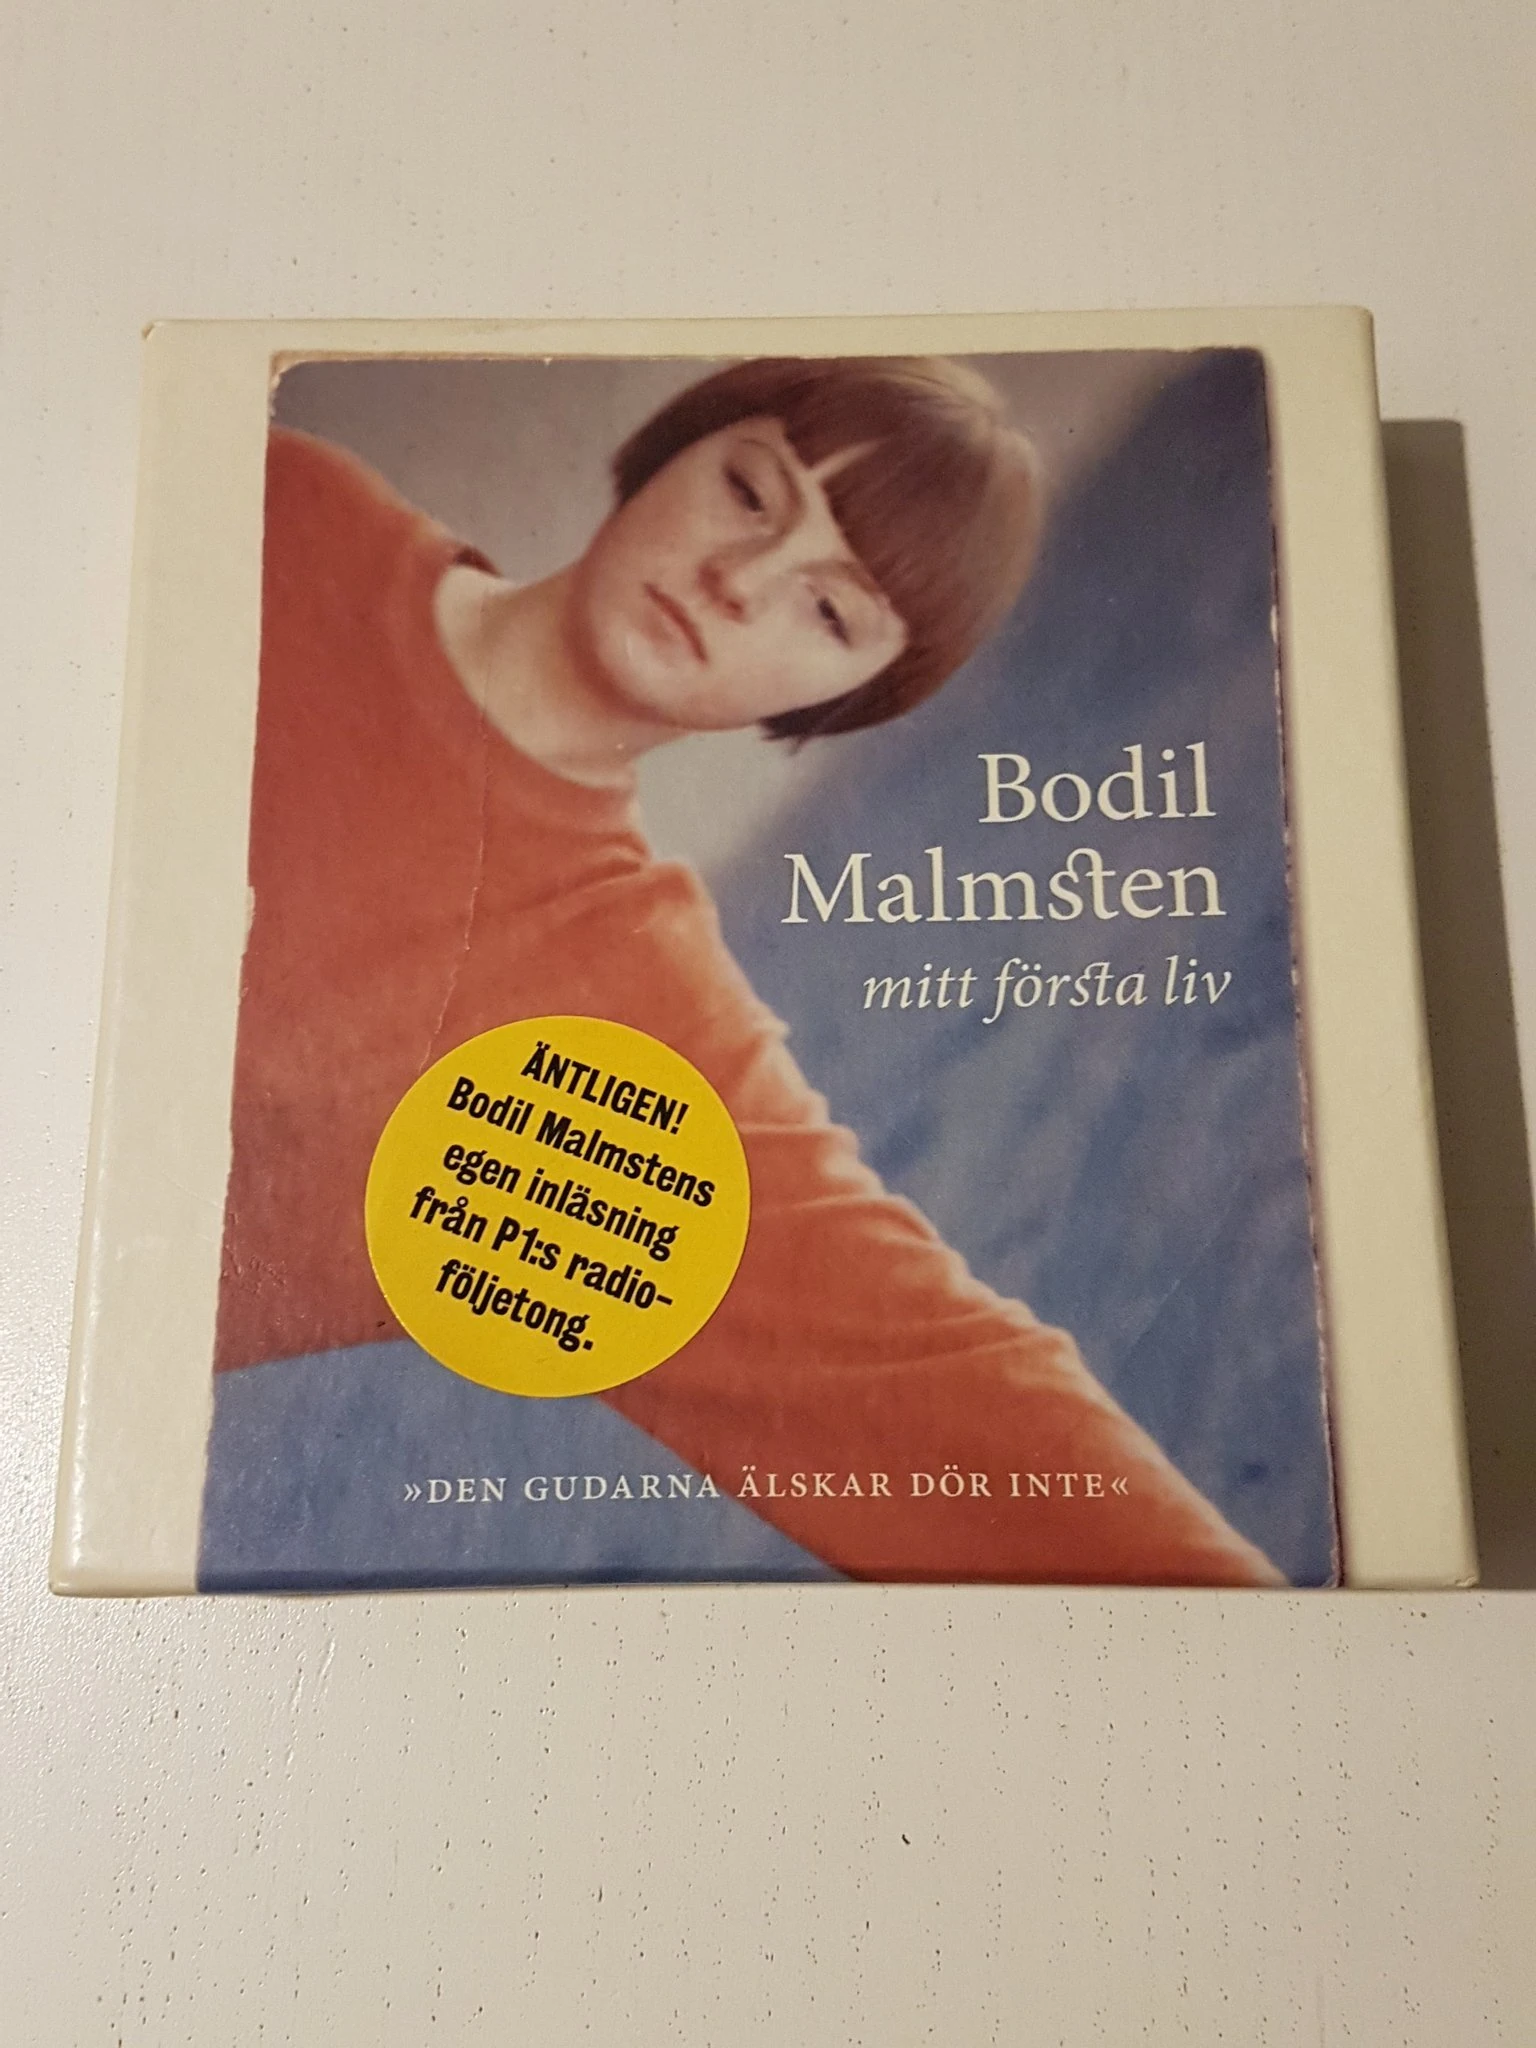 Bodil
Malmsten
mitt första liv
ÄNTLIGEN!
Bodil Malmstens
egen inläsning
från P1:s radio-
följetong.
»DEN GUDARNA ÄLSKAR DÖR INTE«